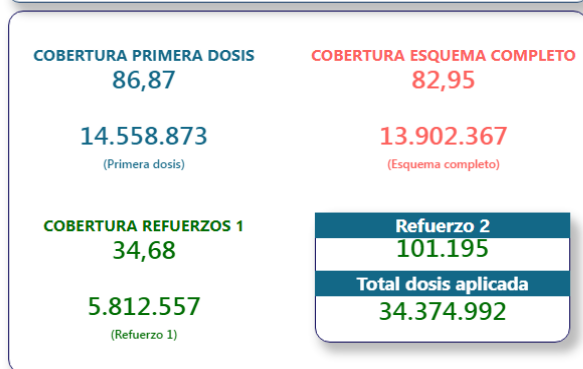 COBERTURA PRIMERA DOSIS
86,87
14.558.873
(Primera dosis)
COBERTURA ESQUEMA COMPLETO
82,95
13.902.367
(Esquema completo)
COBERTURA REFUERZOS 1
34,68
5.812.557
(Refuerzo 1)
Refuerzo 2
101.195
Total dosis aplicada
34.374.992